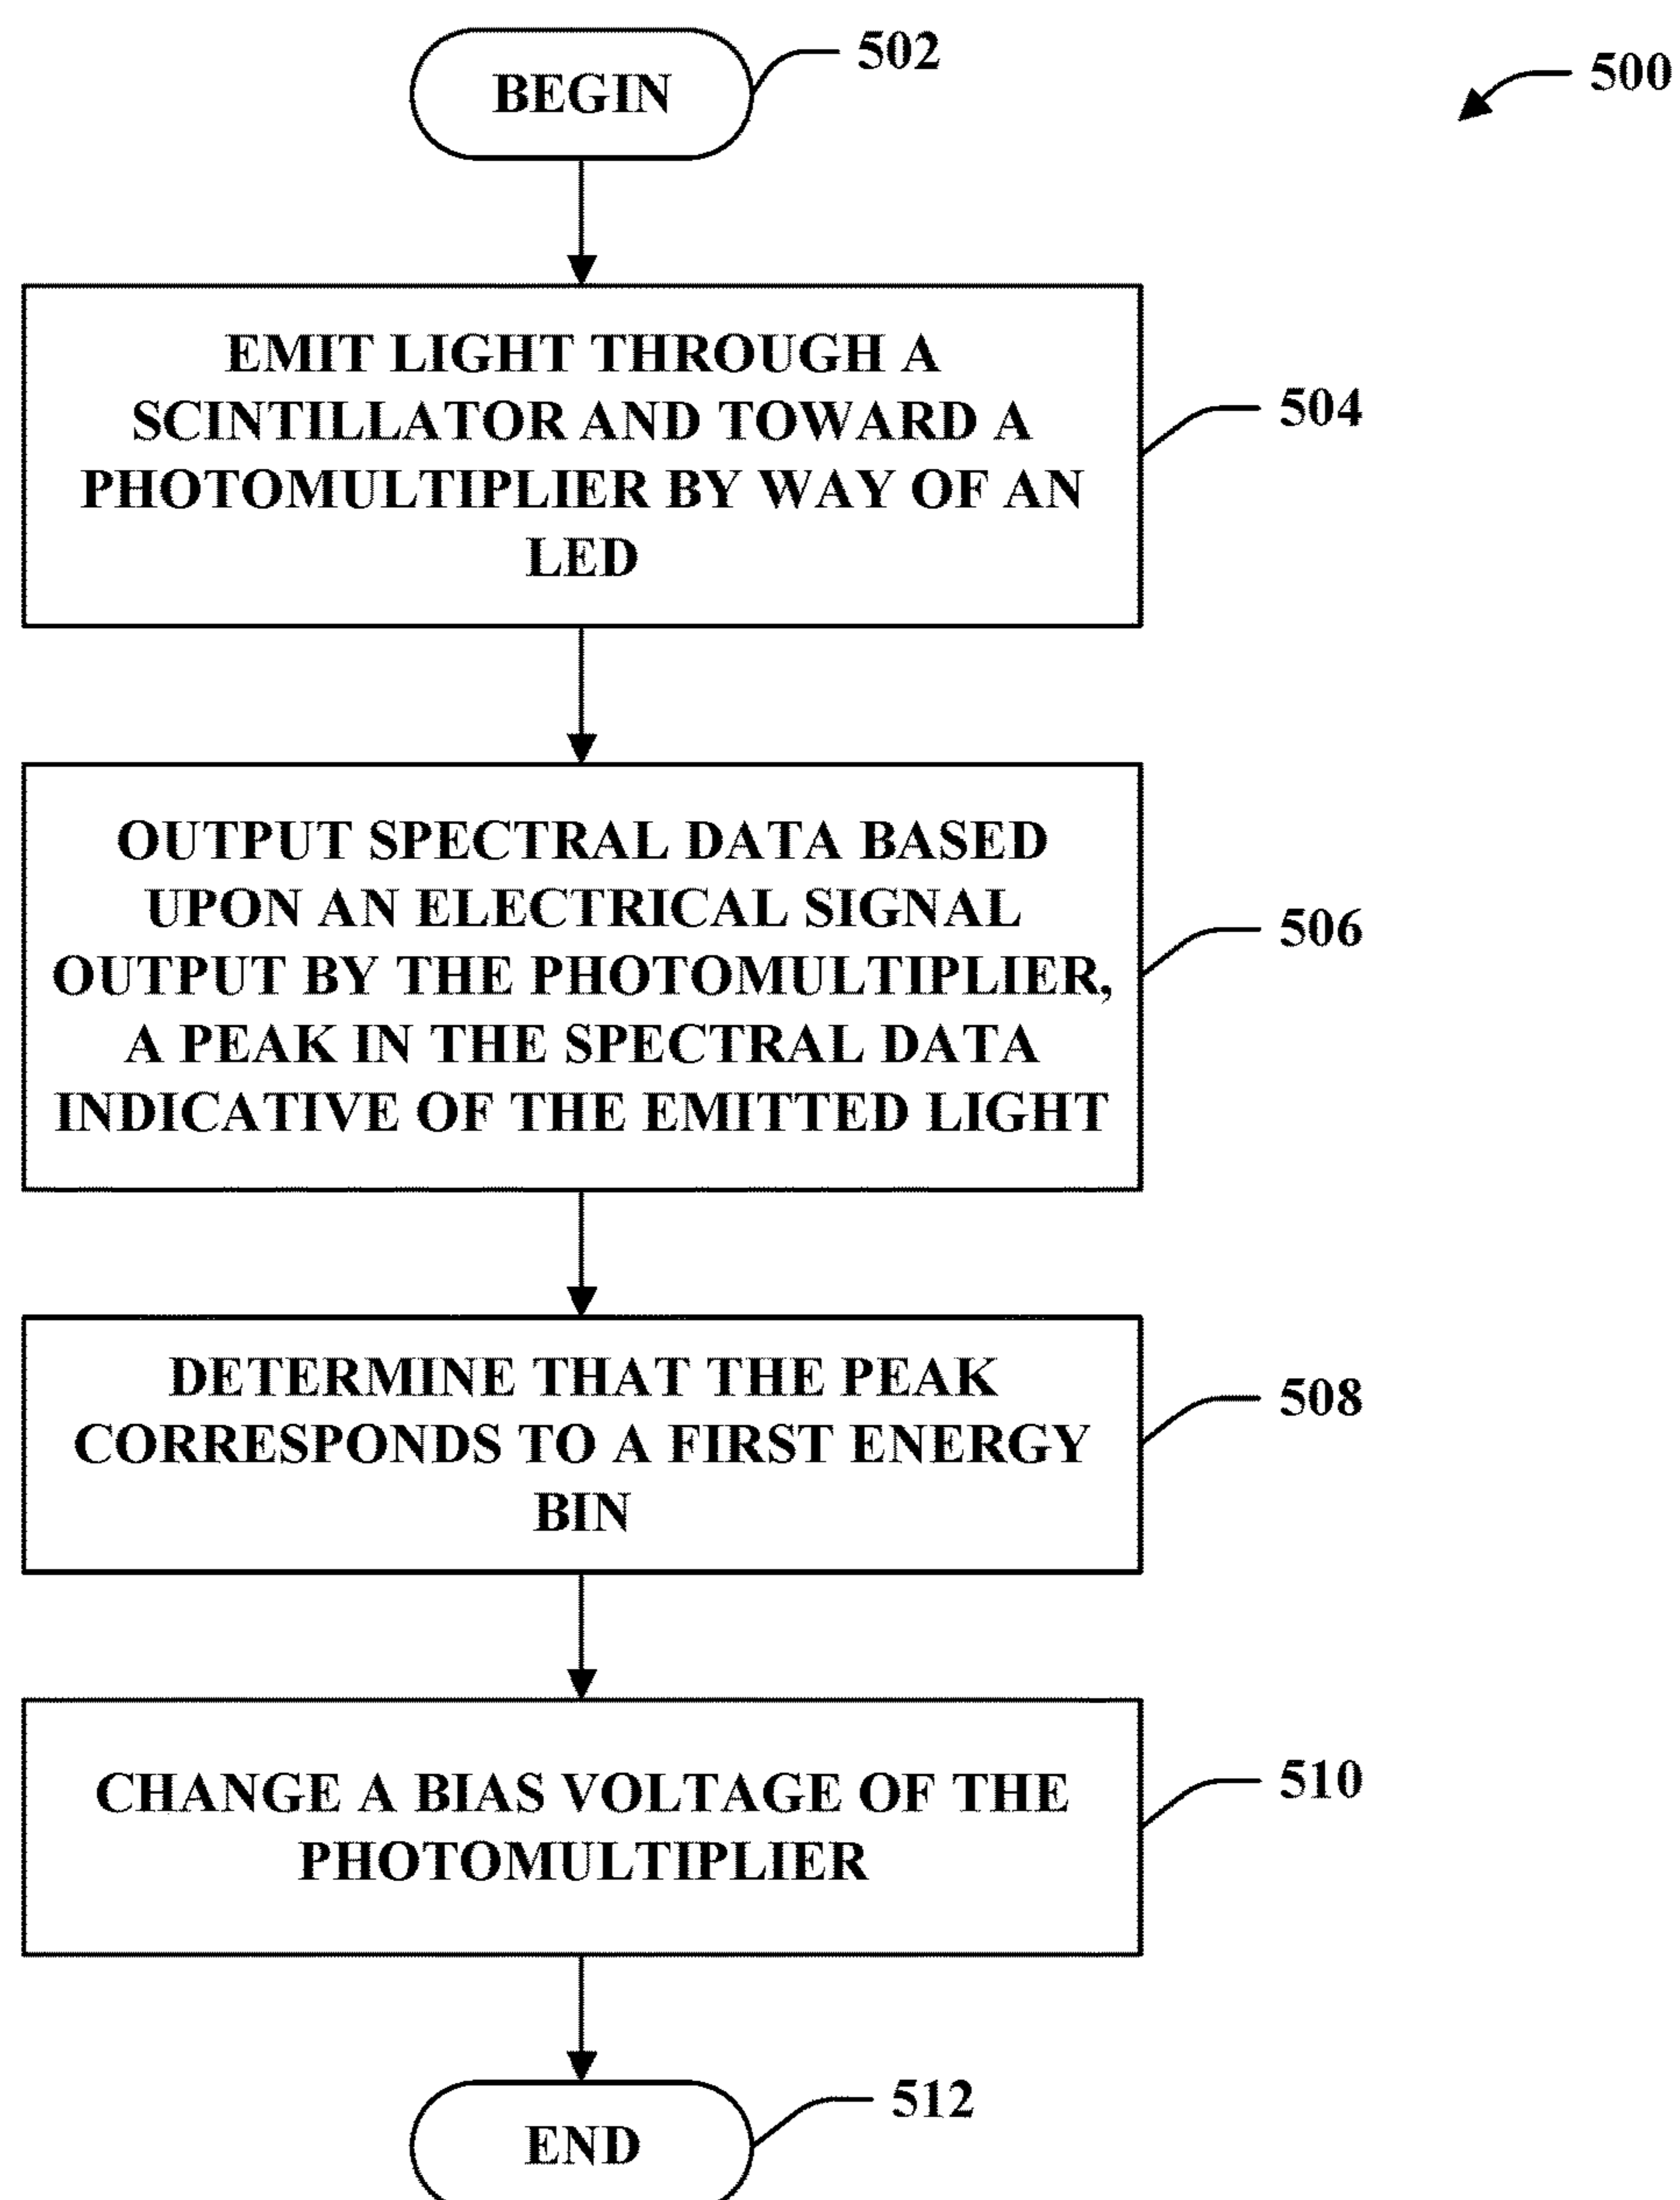 BEGIN
502
500
EMIT LIGHT THROUGH A
SCINTILLATOR AND TOWARD A
PHOTOMULTIPLIER BY WAY OF AN
LED
504
OUTPUT SPECTRAL DATA BASED
UPON AN ELECTRICAL SIGNAL
OUTPUT BY THE PHOTOMULTIPLIER,
A PEAK IN THE SPECTRAL DATA
INDICATIVE OF THE EMITTED LIGHT
506
DETERMINE THAT THE PEAK
CORRESPONDS TO A FIRST ENERGY
BIN
508
CHANGE A BIAS VOLTAGE OF THE
PHOTOMULTIPLIER
510
END
512